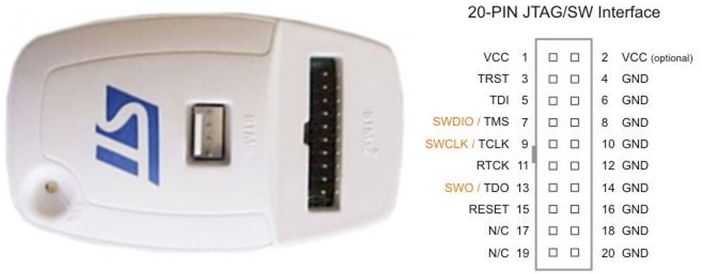 20-PIN JTAG/SW Interface
VCC 1 2 VCC (optional)
TRST 3 4 GND
TDI 5 6 GND
SWDIO / TMS 7 8 GND
SWCLK / TCLK 9 10 GND
RTCK 11 12 GND
SWO / TDO 13 14 GND
RESET 15 16 GND
N/C 17 18 GND
N/C 19 20 GND
ST